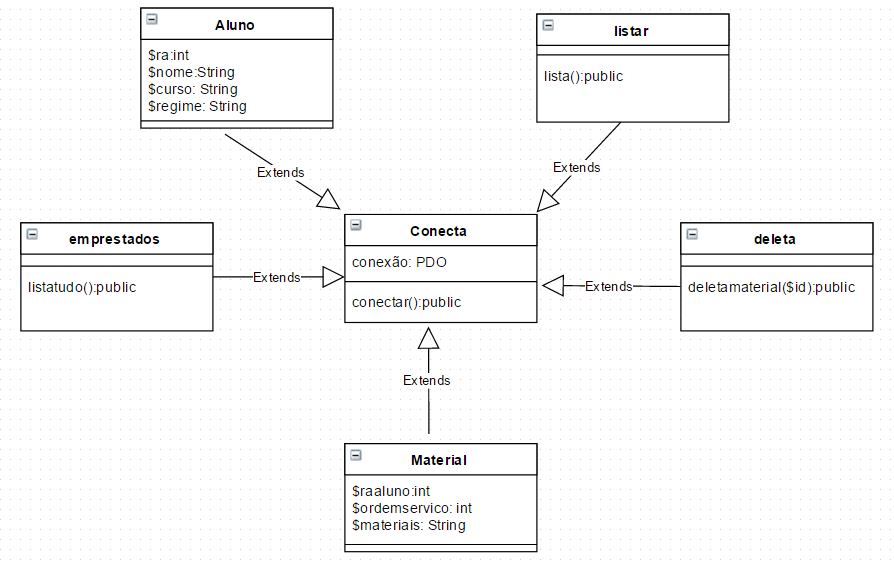 Aluno
$ra:int
$nome:String
$curso: String
$regime: String
listar
lista():public
Extends
Extends
emprestados
listatudo():public
Extends
Conecta
conexão: PDO
conectar():public
Extends
deleta
deletamaterial($id):public
Extends
Material
$raaluno:int
$ordemservico: int
$materiais: String